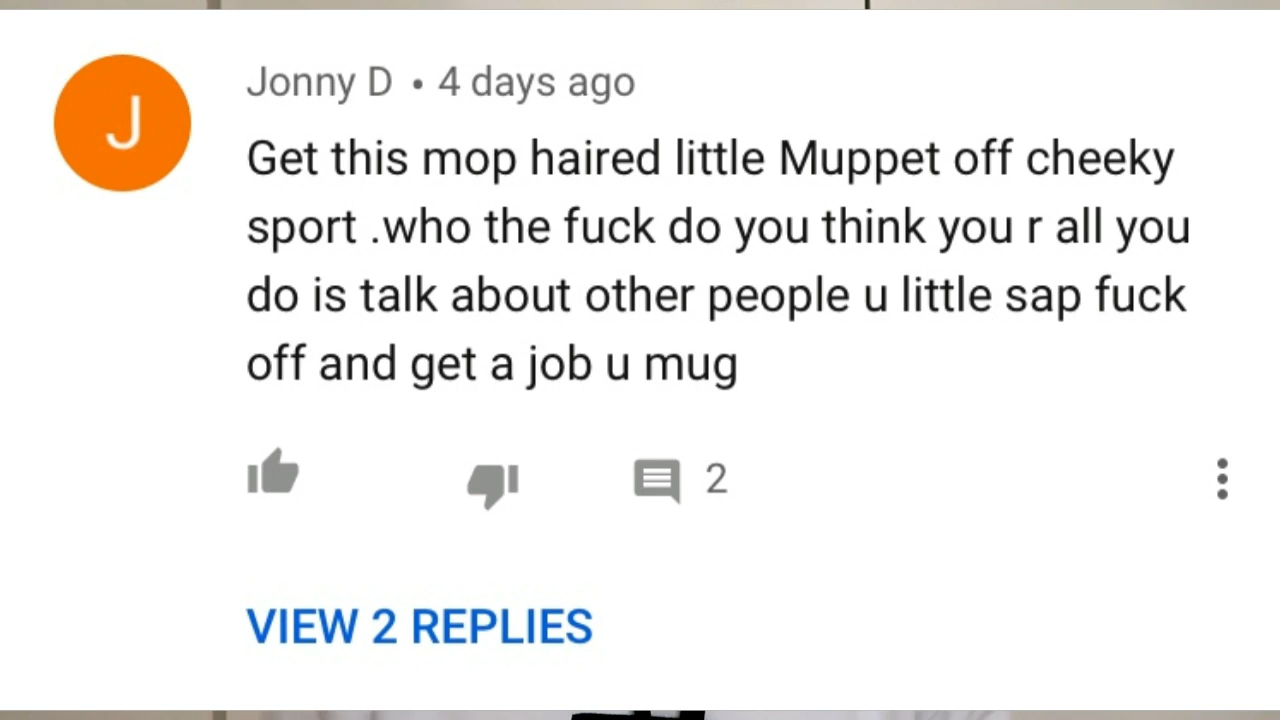 J
Jonny D • 4 days ago
Get this mop haired little Muppet off cheeky
sport .who the fuck do you think you r all you
do is talk about other people u little sap fuck
off and get a job u mug
2
VIEW 2 REPLIES